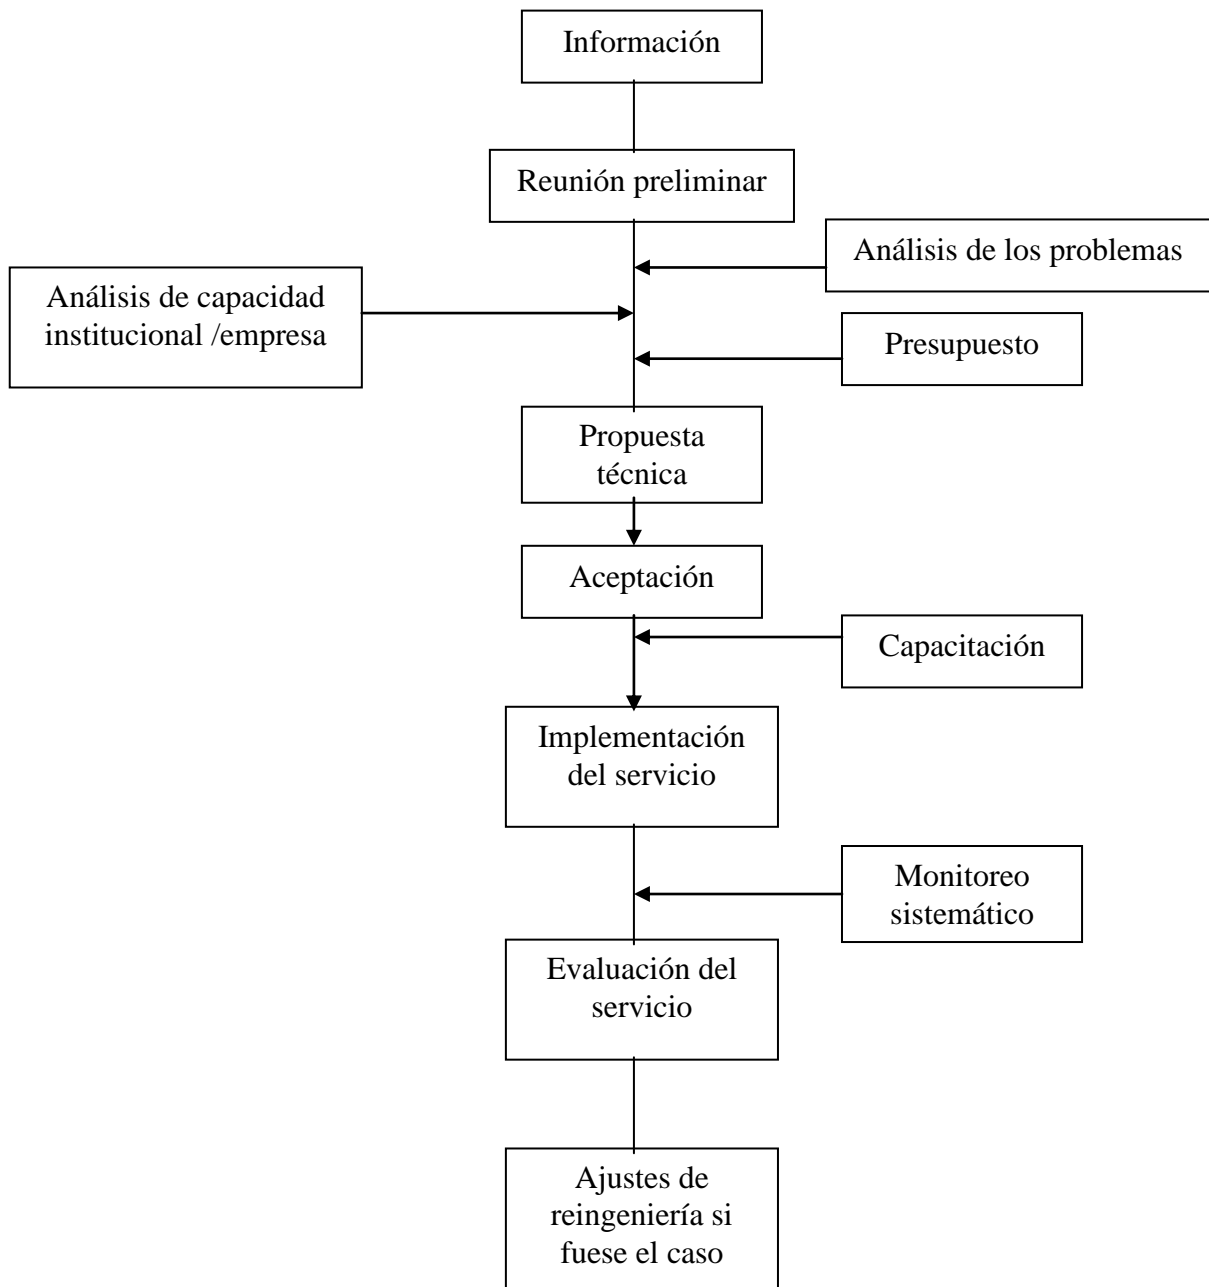 Información
Reunión preliminar
Análisis de los problemas
Análisis de capacidad
institucional /empresa
Presupuesto
Propuesta
técnica
Aceptación
Capacitación
Implementación
del servicio
Monitoreo
sistemático
Evaluación del
servicio
Ajustes de
reingeniería si
fuese el caso